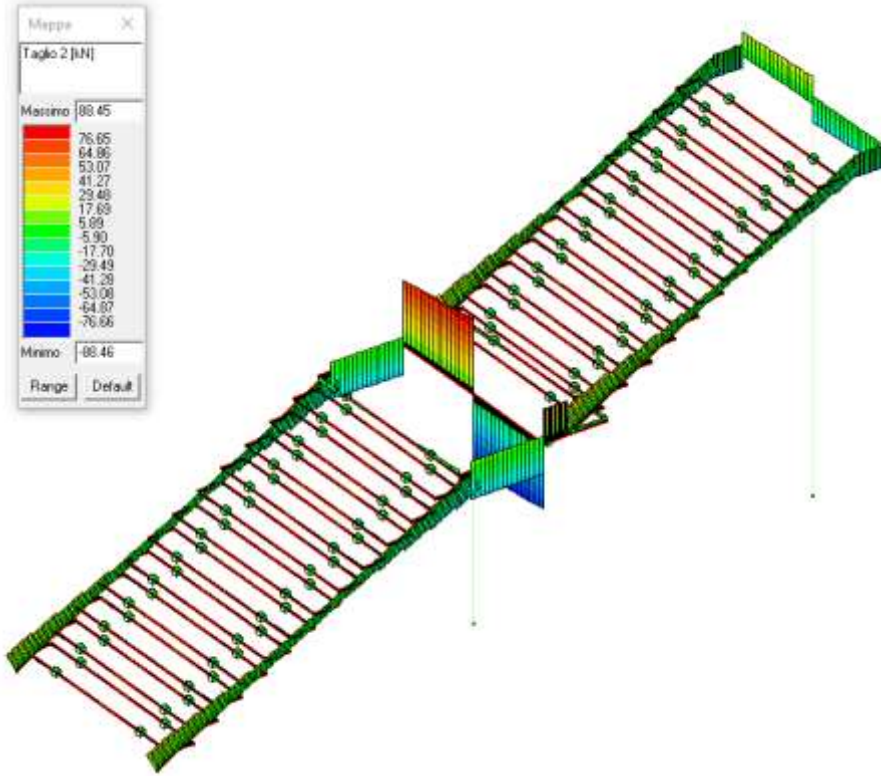 Mappa
Taglio 2 [kN]
Massimo 88.45
76.65
64.86
53.07
41.27
29.48
17.69
5.89
-5.90
-17.70
-29.49
-41.28
-53.08
-64.87
-76.66
Minimo -88.46
Range Default